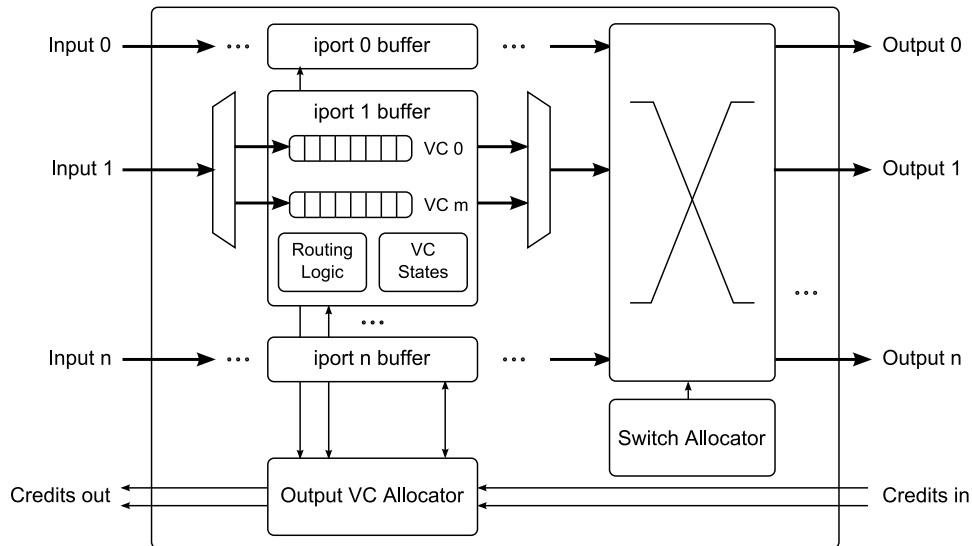 Input 0
iport 0 buffer
Output 0
iport 1 buffer
Input 1
VC 0
VC m
Output 1
Routing
Logic
VC
States
Input n
iport n buffer
Output n
Switch Allocator
Credits out
Output VC Allocator
Credits in